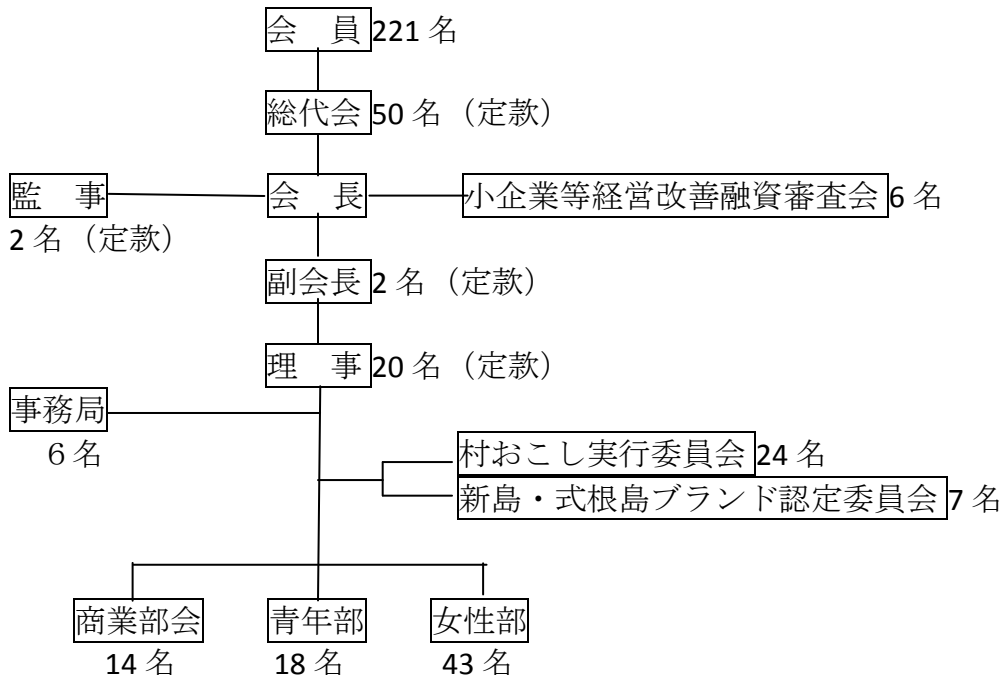 会　員 221 名
総代会 50 名（定款）
監　事
2 名（定款）
会　長
小企業等経営改善融資審査会 6 名
副会長 2 名（定款）
理　事 20 名（定款）
事務局
６名
村おこし実行委員会 24 名
新島・式根島ブランド認定委員会 7 名
商業部会
14 名
青年部
18 名
女性部
43 名